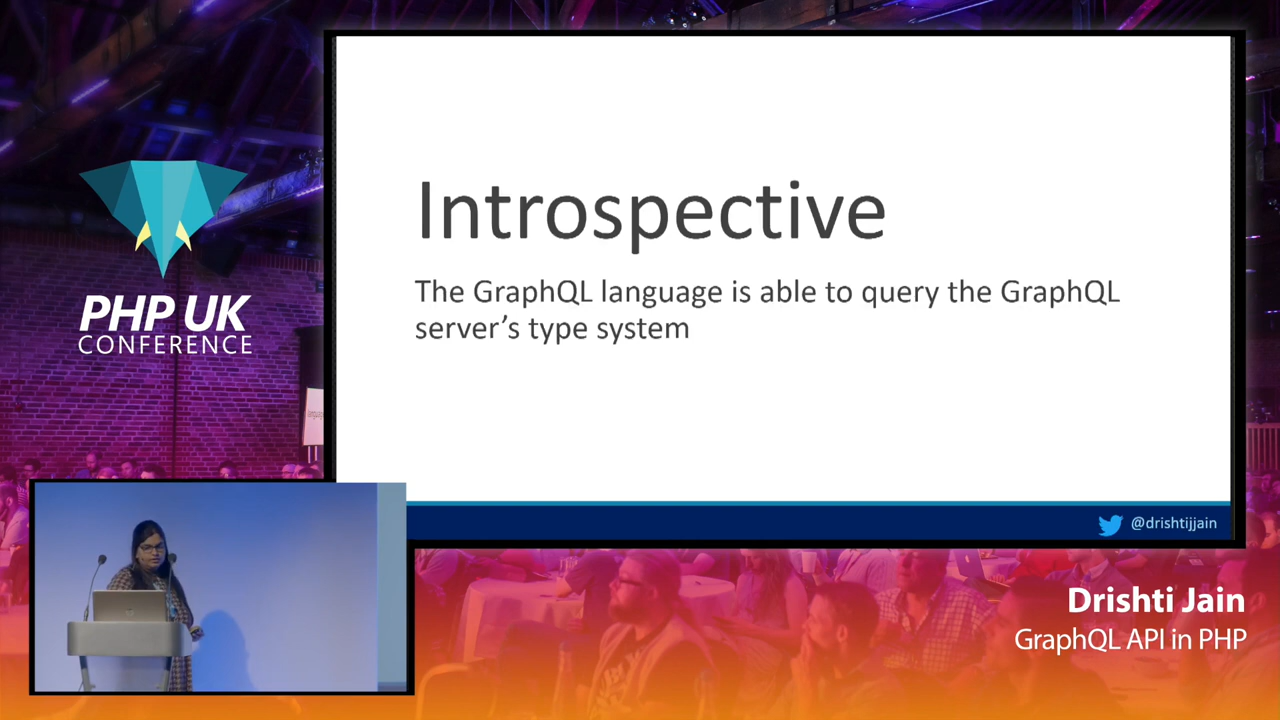 PHP UK
CONFERENCE
Introspective
The GraphQL language is able to query the GraphQL
server's type system
@drishtijjain
Drishti Jain
GraphQL API in PHP